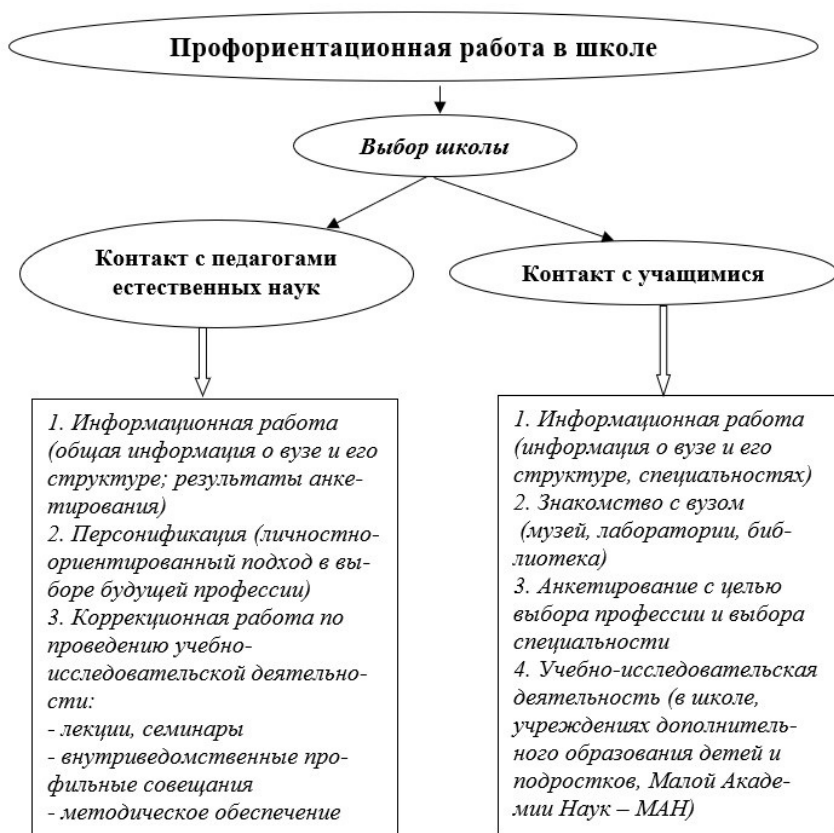 Профориентационная работа в школе
Выбор школы
Контакт с педагогами
естественных наук
Контакт с учащимися
1. Информационная работа
(общая информация о вузе и его
структуре; результаты анке-
тирования)
2. Персонификация (личностно-
ориентированный подход в вы-
боре будущей профессии)
3. Коррекционная работа по
проведению учебно-
исследовательской деятельно-
сти:
- лекции, семинары
- внутриведомственные про-
фильные совещания
- методическое обеспечение
1. Информационная работа
(информация о вузе и его
структуре, специальностях)
2. Знакомство с вузом
(музей, лаборатории, биб-
лиотека)
3. Анкетирование с целью
выбора профессии и выбора
специальности
4. Учебно-исследовательская
деятельность (в школе,
учреждениях дополнитель-
ного образования детей и
подростков, Малой Акаде-
мии Наук – МАН)